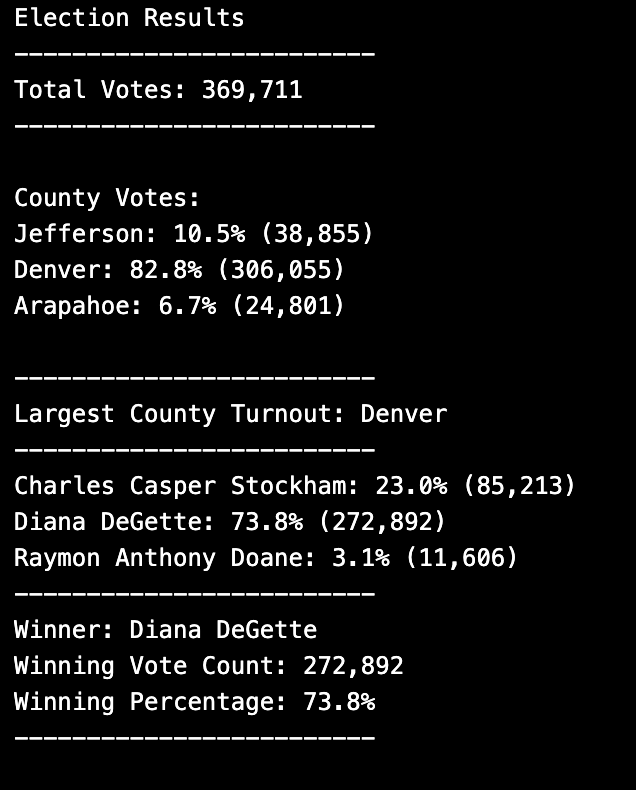 Election Results
-------------------------
Total Votes: 369,711
-------------------------

County Votes:
Jefferson: 10.5% (38,855)
Denver: 82.8% (306,055)
Arapahoe: 6.7% (24,801)

-------------------------
Largest County Turnout: Denver
-------------------------
Charles Casper Stockham: 23.0% (85,213)
Diana DeGette: 73.8% (272,892)
Raymon Anthony Doane: 3.1% (11,606)
-------------------------
Winner: Diana DeGette
Winning Vote Count: 272,892
Winning Percentage: 73.8%
-------------------------